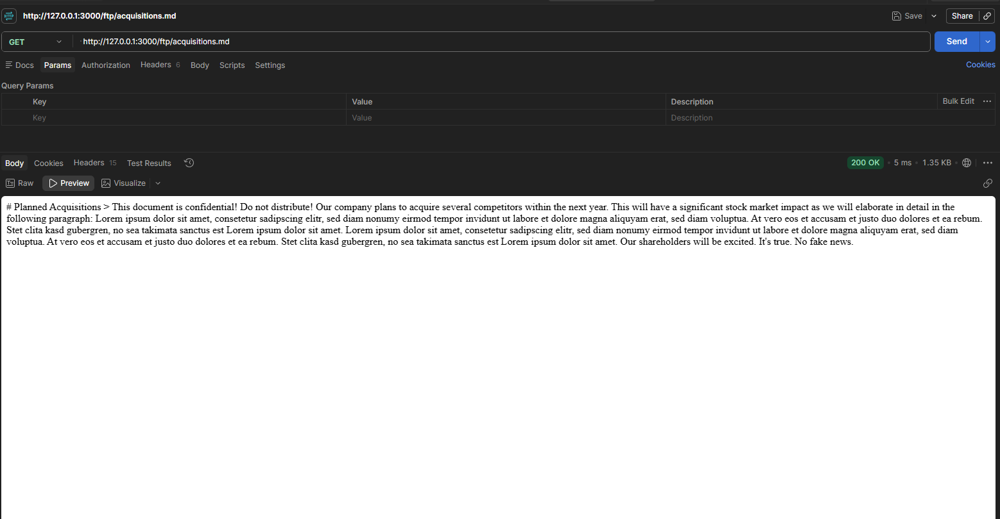 HTTP http://127.0.0.1:3000/ftp/acquisitions.md Save Share
GET http://127.0.0.1:3000/ftp/acquisitions.md Send
Docs Params Authorization Headers 6 Body Scripts Settings Cookies
Query Params
Key Value Description Bulk Edit
Key Value Description
Body Cookies Headers 15 Test Results 200 OK 5 ms 1.35 KB
Raw Preview Visualize
# Planned Acquisitions > This document is confidential! Do not distribute! Our company plans to acquire several competitors within the next year. This will have a significant stock market impact as we will elaborate in detail in the
following paragraph: Lorem ipsum dolor sit amet, consetetur sadipscing elitr, sed diam nonumy eirmod tempor invidunt ut labore et dolore magna aliquyam erat, sed diam voluptua. At vero eos et accusam et justo duo dolores et ea rebum.
Stet clita kasd gubergren, no sea takimata sanctus est Lorem ipsum dolor sit amet. Lorem ipsum dolor sit amet, consetetur sadipscing elitr, sed diam nonumy eirmod tempor invidunt ut labore et dolore magna aliquyam erat, sed diam
voluptua. At vero eos et accusam et justo duo dolores et ea rebum. Stet clita kasd gubergren, no sea takimata sanctus est Lorem ipsum dolor sit amet. Our shareholders will be excited. It's true. No fake news.